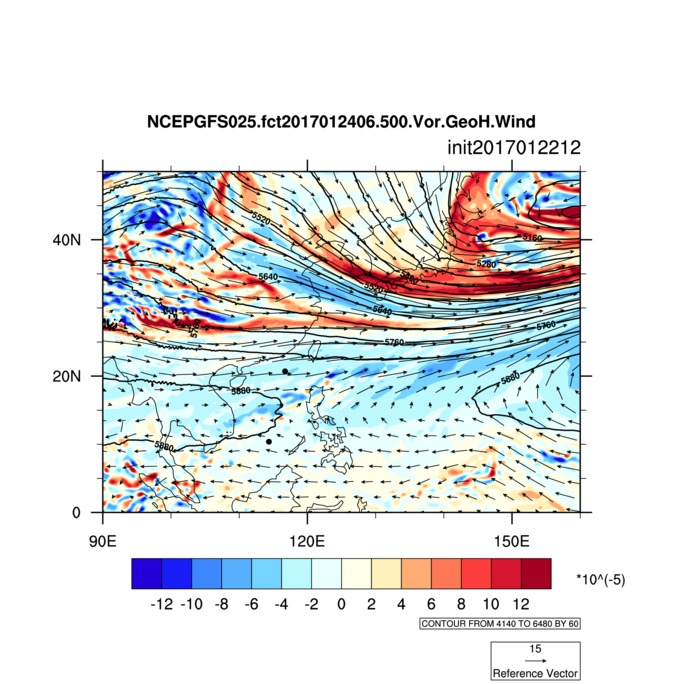 NCEPGFS025.fct2017012406.500.Vor.GeoH.Wind
init2017012212
5520
5160
40N
5280
5640
5640
5760
5760
20N
5880
5880
5880
0
90E 120E 150E
-12 -10 -8 -6 -4 -2 0 2 4 6 8 10 12
*10^(-5)
CONTOUR FROM 4140 TO 6480 BY 60
15
Reference Vector